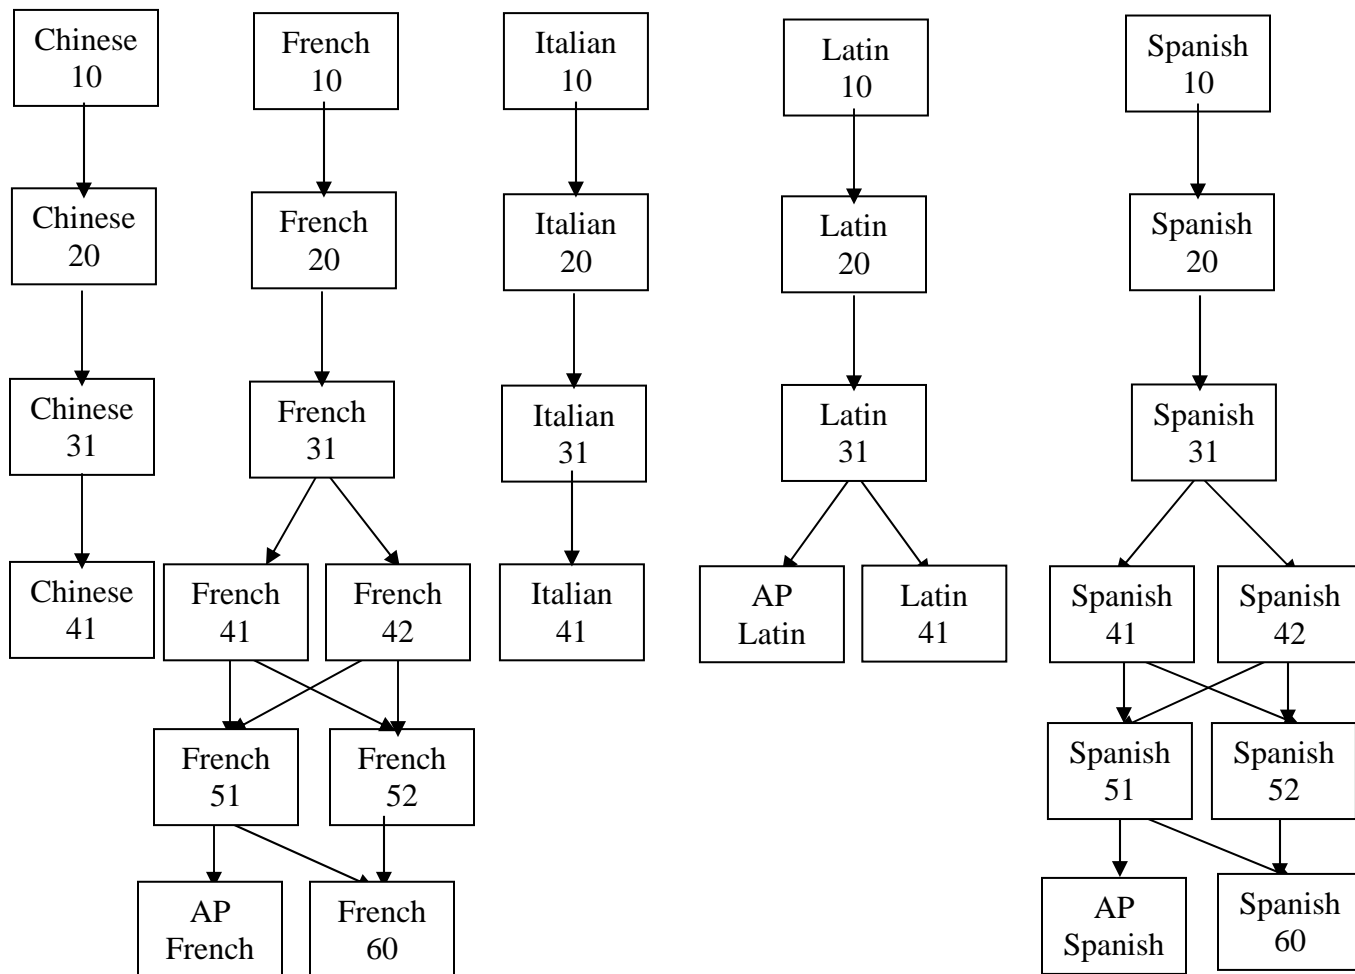 Chinese
10
French
10
Italian
10
Latin
10
Spanish
10
Chinese
20
French
20
Italian
20
Latin
20
Spanish
20
Chinese
31
French
31
Italian
31
Latin
31
Spanish
31
Chinese
41
French
41
French
42
Italian
41
AP
Latin
Latin
41
Spanish
41
Spanish
42
French
51
French
52
Spanish
51
Spanish
52
AP
French
French
60
AP
Spanish
Spanish
60